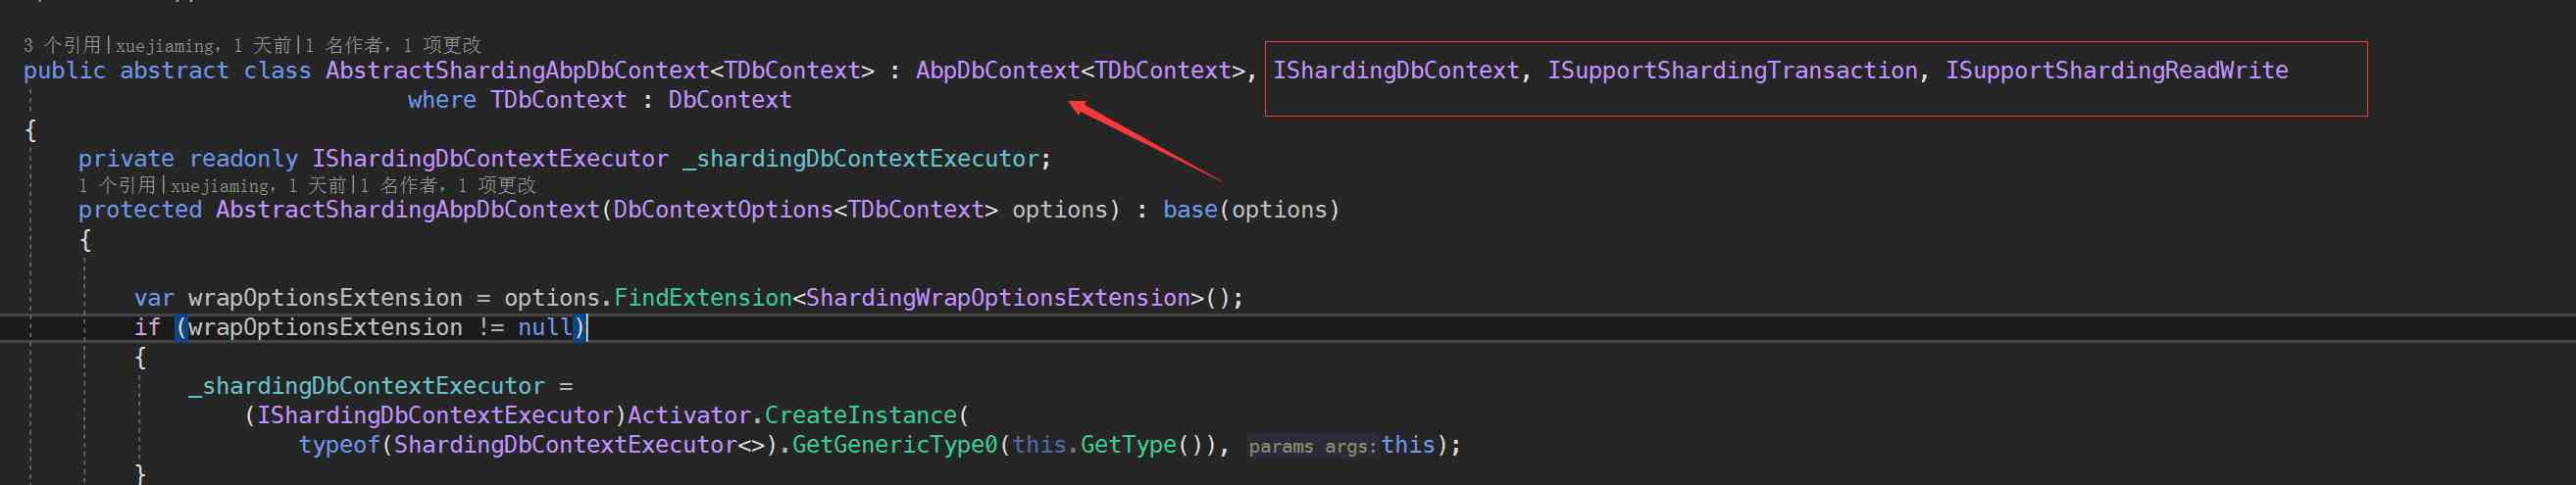 3 个引用|xuejiaming，1 天前|1 名作者，1 项更改
public abstract class AbstractShardingAbpDbContext<TDbContext> : AbpDbContext<TDbContext>, IShardingDbContext, ISupportShardingTransaction, ISupportShardingReadWrite
where TDbContext : DbContext
{
private readonly IShardingDbContextExecutor _shardingDbContextExecutor;
1 个引用|xuejiaming，1 天前|1 名作者，1 项更改
protected AbstractShardingAbpDbContext(DbContextOptions<TDbContext> options) : base(options)
{
var wrapOptionsExtension = options.FindExtension<ShardingWrapOptionsExtension>();
if (wrapOptionsExtension != null)
{
_shardingDbContextExecutor =
(IShardingDbContextExecutor)Activator.CreateInstance(
typeof(ShardingDbContextExecutor<>).GetGenericType0(this.GetType()), params args:this);
}